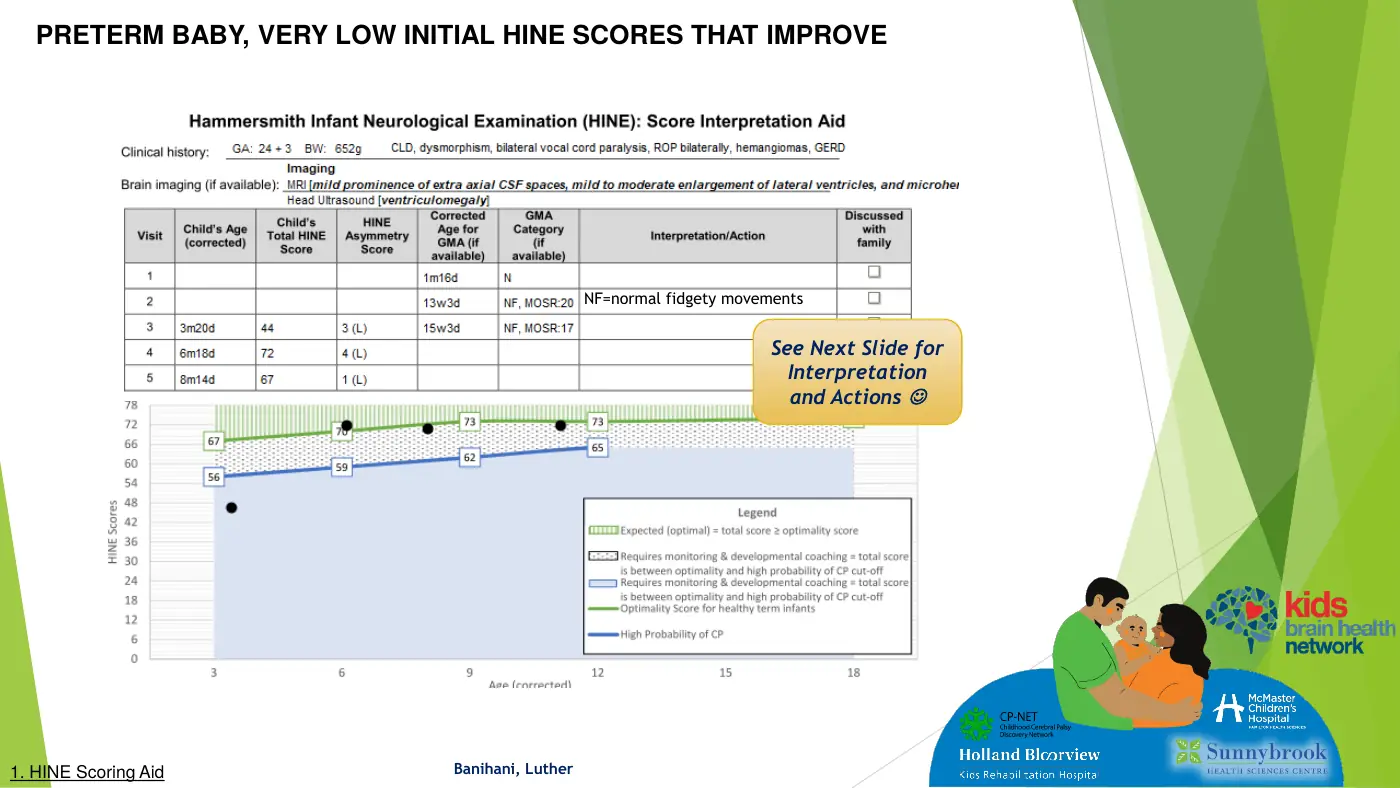 PRETERM BABY, VERY LOW INITIAL HINE SCORES THAT IMPROVE
Hammersmith Infant Neurological Examination (HINE): Score Interpretation Aid
Clinical history: GA: 24 + 3 BW: 652g CLD, dysmorphism, bilateral vocal cord paralysis, ROP bilaterally, hemangiomas, GERD
Imaging
Brain imaging (if available): MRI [mild prominence of extra axial CSF spaces, mild to moderate enlargement of lateral ventricles, and microher
Head Ultrasound [ventriculomegaly]
Visit
Child's Age
(corrected)
Child's
Total HINE
Score
HINE
Asymmetry
Score
Corrected
Age for
GMA (if
available)
GMA
Category
(if
available)
Interpretation/Action
Discussed
with
family
1 1m16d N
2 13w3d NF, MOSR:20 NF=normal fidgety movements
3 3m20d 44 3 (L) 15w3d NF, MOSR:17
4 6m18d 72 4 (L)
5 8m14d 67 1 (L)
See Next Slide for
Interpretation
and Actions ☺
HINE Scores
78
72
66
60
54
48
42
36
30
24
18
12
6
0
67
70
73
73
56
59
62
65
Legend
Expected (optimal) = total score ≥ optimality score
Requires monitoring & developmental coaching = total score
is between optimality and high probability of CP cut-off
Requires monitoring & developmental coaching = total score
is between optimality and high probability of CP cut-off
Optimality Score for healthy term infants
High Probability of CP
3 6 9 12 15 18
Age (corrected)
kids
brain health
network
CP-NET
Childhood Cerebral Palsy
Discovery Network
McMaster
Children's
Hospital
HAMILTON HEALTH SCIENCES
Holland Bloorview
Kids Rehabilitation Hospital
Sunnybrook
HEALTH SCIENCES CENTRE
1. HINE Scoring Aid
Banihani, Luther